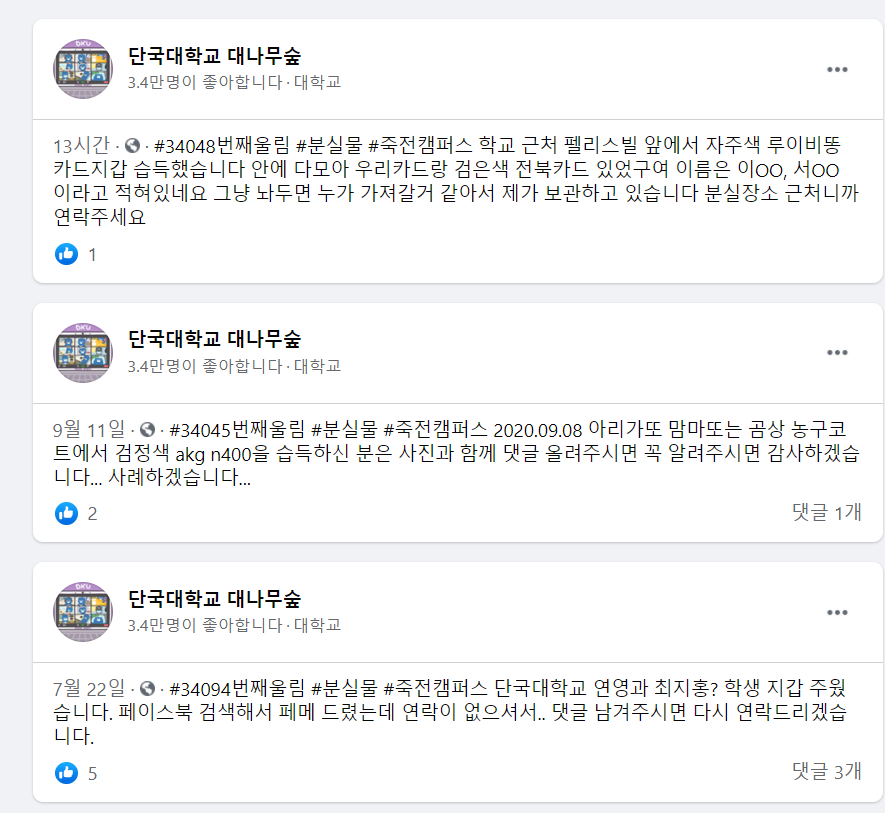 단국대학교 대나무숲
3.4만명이 좋아합니다 · 대학교
13시간 · #34048번째울림 #분실물 #죽전캠퍼스 학교 근처 펠리스빌 앞에서 자주색 루이비똥
카드지갑 습득했습니다 안에 다모아 우리카드랑 검은색 전북카드 있었구여 이름은 이OO, 서OO
이라고 적혀있네요 그냥 놔두면 누가 가져갈거 같아서 제가 보관하고 있습니다 분실장소 근처니까
연락주세요
1
단국대학교 대나무숲
3.4만명이 좋아합니다 · 대학교
9월 11일 · #34045번째울림 #분실물 #죽전캠퍼스 2020.09.08 아리가또 맘마또는 곰상 농구코
트에서 검정색 akg n400을 습득하신 분은 사진과 함께 댓글 올려주시면 꼭 알려주시면 감사하겠습
니다... 사례하겠습니다...
2
댓글 1개
단국대학교 대나무숲
3.4만명이 좋아합니다 · 대학교
7월 22일 · #34094번째울림 #분실물 #죽전캠퍼스 단국대학교 연영과 최지홍? 학생 지갑 주웠
습니다. 페이스북 검색해서 페메 드렸는데 연락이 없으셔서.. 댓글 남겨주시면 다시 연락드리겠습
니다.
5
댓글 3개